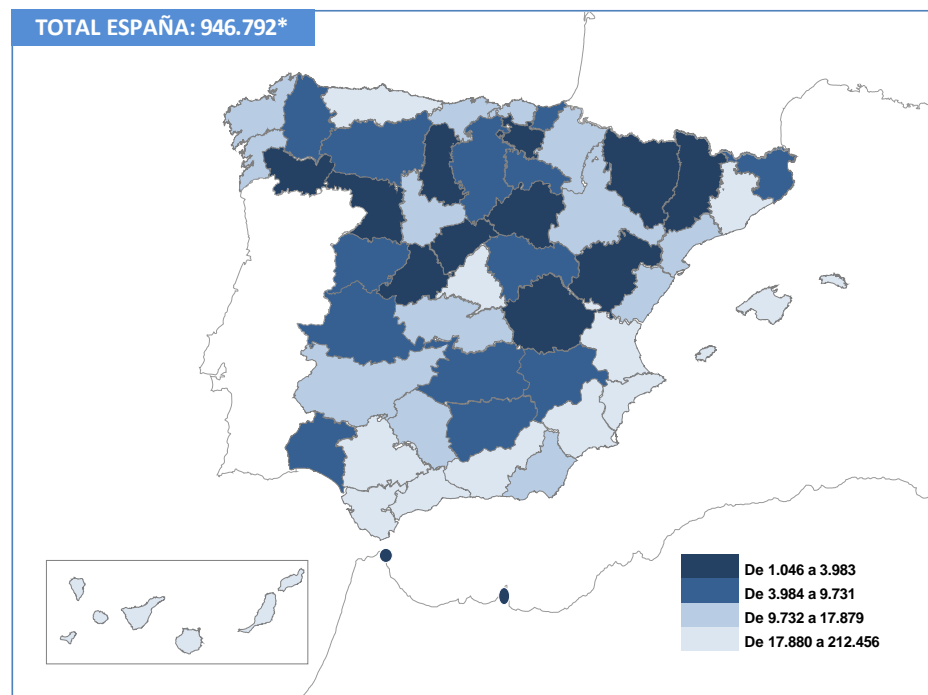 TOTAL ESPAÑA: 946.792*
De 1.046 a 3.983
De 3.984 a 9.731
De 9.732 a 17.879
De 17.880 a 212.456